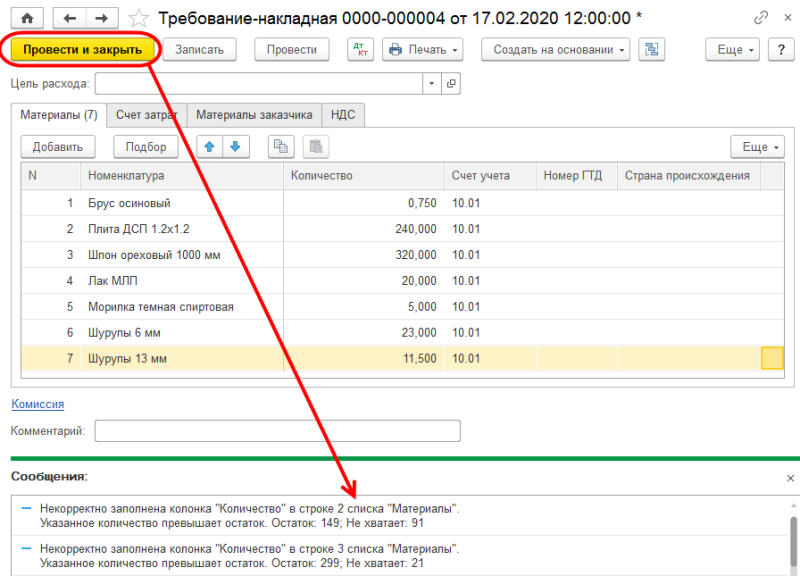 Требование-накладная 0000-000004 от 17.02.2020 12:00:00 *
Провести и закрыть Записать Провести Дт Кт Печать Создать на основании Еще ?
Цель расхода:
Материалы (7) Счет затрат Материалы заказчика НДС
Добавить Подбор Еще
N Номенклатура Количество Счет учета Номер ГТД Страна происхождения
1 Брус осиновый 0,750 10.01
2 Плита ДСП 1.2х1.2 240,000 10.01
3 Шпон ореховый 1000 мм 320,000 10.01
4 Лак МЛП 20,000 10.01
5 Морилка темная спиртовая 5,000 10.01
6 Шурупы 6 мм 23,000 10.01
7 Шурупы 13 мм 11,500 10.01
Комиссия
Комментарий:
Сообщения:
Некорректно заполнена колонка "Количество" в строке 2 списка "Материалы".
Указанное количество превышает остаток. Остаток: 149; Не хватает: 91
Некорректно заполнена колонка "Количество" в строке 3 списка "Материалы".
Указанное количество превышает остаток. Остаток: 299; Не хватает: 21